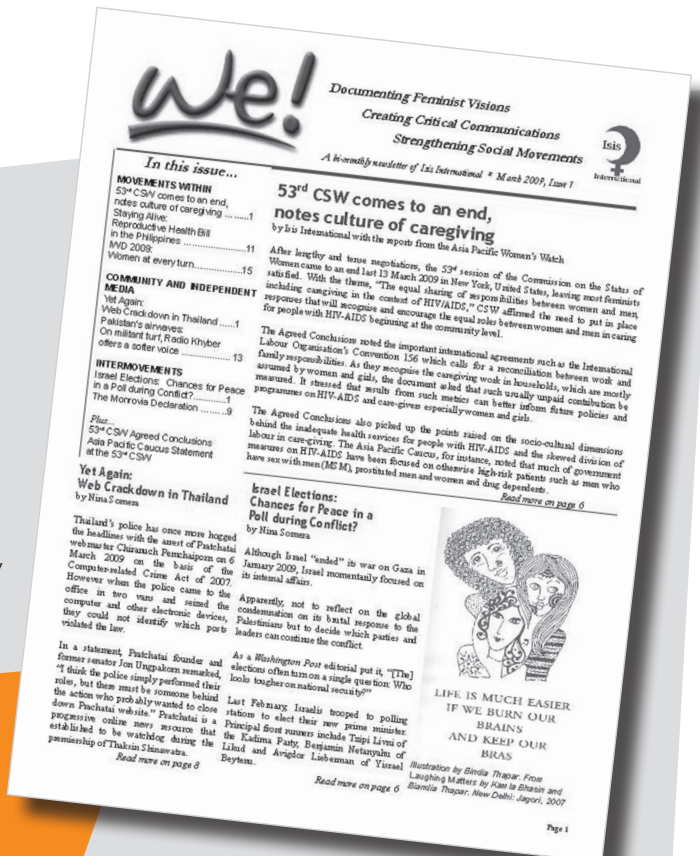 we!
Documenting Feminist Visions
Creating Critical Communications
Strengthening Social Movements
A bi-monthly newsletter of Isis International * March 2009, Issue 1
Isis
International
In this issue...
MOVEMENTS WITHIN
53rd CSW comes to an end,
notes culture of caregiving .........1
Staying Alive:
Reproductive Health Bill
in the Philippines .....................11
IWD 2009:
Women at every turn....................15
COMMUNITY AND INDEPENDENT
MEDIA
Yet Again:
Web Crackdown in Thailand ......1
Pakistan's airwaves:
On militant turf, Radio Khyber
offers a softer voice .................. 13
INTERMOVEMENTS
Israel Elections: Chances for Peace
in a Poll during Conflict?...........1
The Morrovia Declaration .........9
Plus...
53rd CSW Agreed Conclusions
Asia Pacific Caucus Statement
at the 53rd CSW
53rd CSW comes to an end,
notes culture of caregiving
by Isis International with the reports from the Asia Pacific Women's Watch
After lengthy and tense negotiations, the 53rd session of the Commission on the Status of
Women came to an end last 13 March 2009 in New York, United States, leaving most feminists
satisfied. With the theme, "The equal sharing of responsibilities between women and men,
including caregiving in the context of HIV/AIDS," CSW affirmed the need to put in place
responses that will recognise and encourage the equal roles between women and men in caring
for people with HIV-AIDS beginning at the community level.
The Agreed Conclusions noted the important international agreements such as the International
Labour Organisation's Convention 156 which calls for a reconciliation between work and
family responsibilities. As they recognise the caregiving work in households, which are mostly
assumed by women and girls, the document asked that such usually unpaid contribution be
measured. It stressed that results from such metrics can better inform future policies and
programmes on HIV-AIDS and care-givers especially women and girls.
The Agreed Conclusions also picked up the points raised on the socio-cultural dimensions
behind the inadequate health services for people with HIV-AIDS and the skewed division of
labour in care-giving. The Asia Pacific Caucus, for instance, noted that much of government
measures on HIV-AIDS have been focused on otherwise high-risk patients such as men who
have sex with men (MSM), prostituted men and women and drug dependents.
Read more on page 6
Yet Again:
Web Crackdown in Thailand
by Nina Somera
Thailand's police has once more hogged
the headlines with the arrest of Pratchatai
webmaster Chiranuch Premchaiporn on 6
March 2009 on the basis of the
Computer-related Crime Act of 2007.
However when the police came to the
office in two vans and seized the
computer and other electronic devices,
they could not identify which posts
violated the law.
In a statement, Pratchatai founder and
former senator Jon Ungpakorn remarked,
"I think the police simply performed their
roles, but there must be someone behind
the action who probably wanted to close
down Prachatai website." Pratchatai is a
progressive online news resource that
established to be watchdog during the
premiership of Thaksin Shinawatra.
Read more on page 8
Israel Elections:
Chances for Peace in a
Poll during Conflict?
by Nina Somera
Although Israel "ended" its war on Gaza in
January 2009, Israel momentarily focused on
its internal affairs.
Apparently, not to reflect on the global
condemnation on its brutal response to the
Palestinians but to decide which parties and
leaders can continue the conflict.
As a Washington Post editorial put it, "[The]
elections often turn on a single question: Who
looks tougher on national security?"
Last February, Israelis trooped to polling
stations to elect their new prime minister.
Principal front runners include Tzipi Livni of
the Kadima Party, Benjamin Netanyahu of
Likud and Avigdor Lieberman of Yisrael
Beytenu.
Read more on page 6
LIFE IS MUCH EASIER
IF WE BURN OUR
BRAINS
AND KEEP OUR
BRAS
Illustration by Bindia Thapar. From
Laughing Matters by Kamla Bhasin and
Biandia Thapar. New Delhi: Jagori, 2007
Page 1